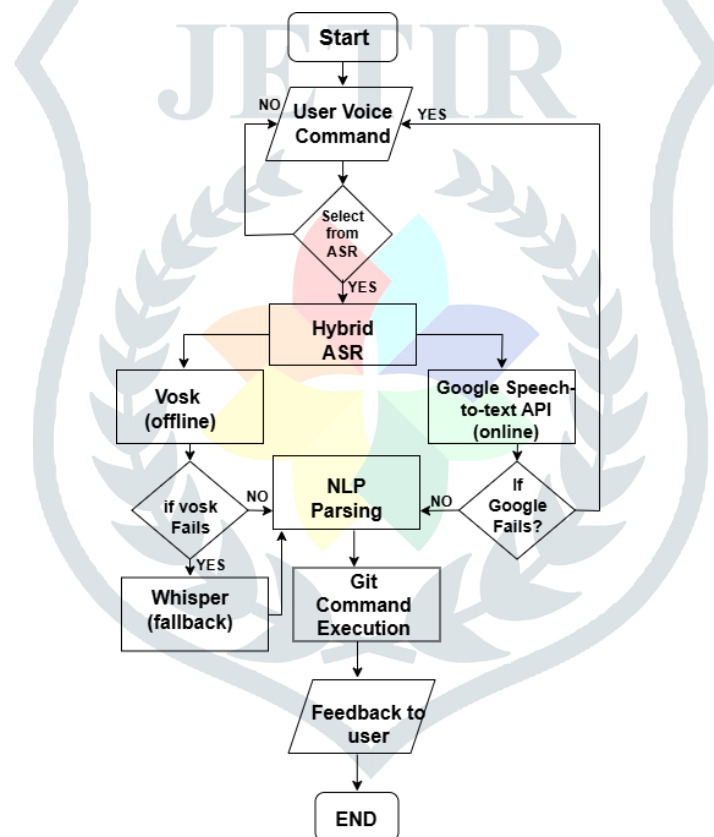 JETIR
Start
NO
User Voice
Command
YES
Select
from
ASR
YES
Hybrid
ASR
Vosk
(offline)
Google Speech-
to-text API
(online)
if vosk
Fails
NO
NLP
Parsing
NO
If
Google
Fails?
YES
Whisper
(fallback)
Git
Command
Execution
Feedback to
user
END